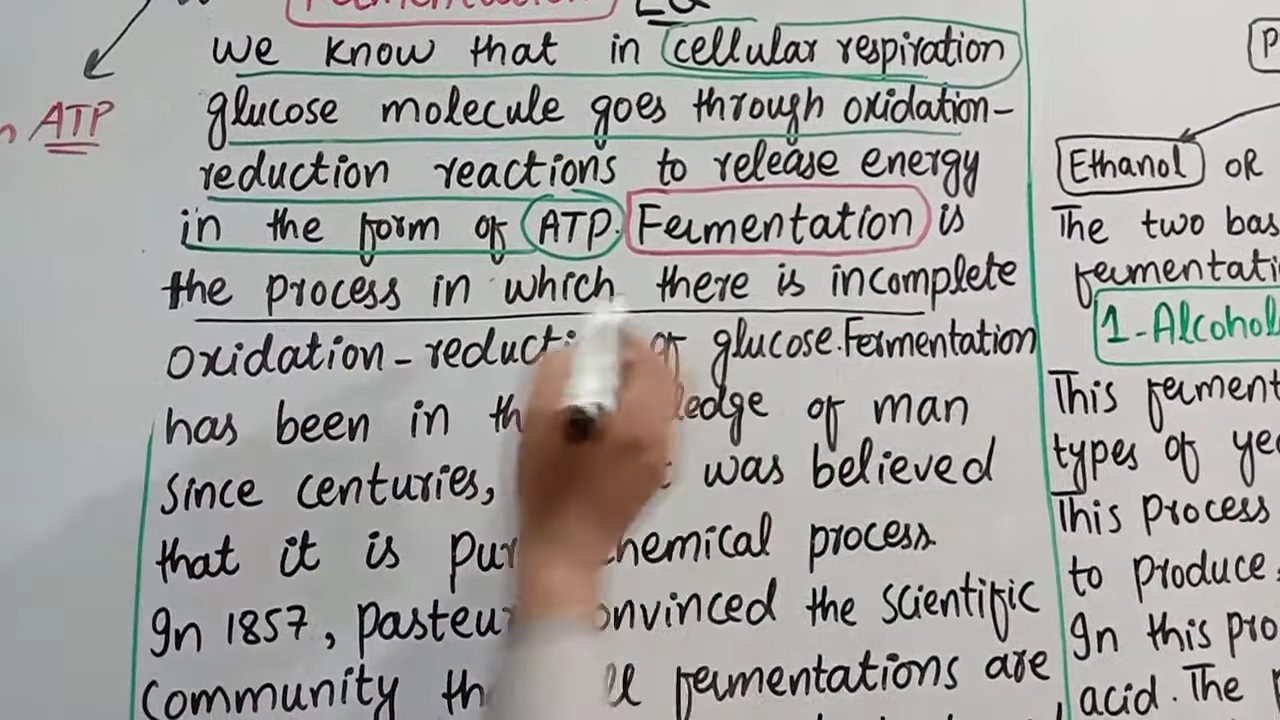 Fermentation
We know that in cellular respiration
glucose molecule goes through oxidation-
reduction reactions to release energy
in the form of ATP. Fermentation is
the process in which there is incomplete
oxidation-reducti of glucose. Fermentation
has been in th ledge of man
since centuries, was believed
that it is pur chemical process.
In 1857, Pasteur convinced the scientific
community th ll fermentations are
ATP
P
Ethanol OR
The two bas
fermentati
1-Alcohol
This ferment
types of ye
This process
to produce
In this pro
acid. The